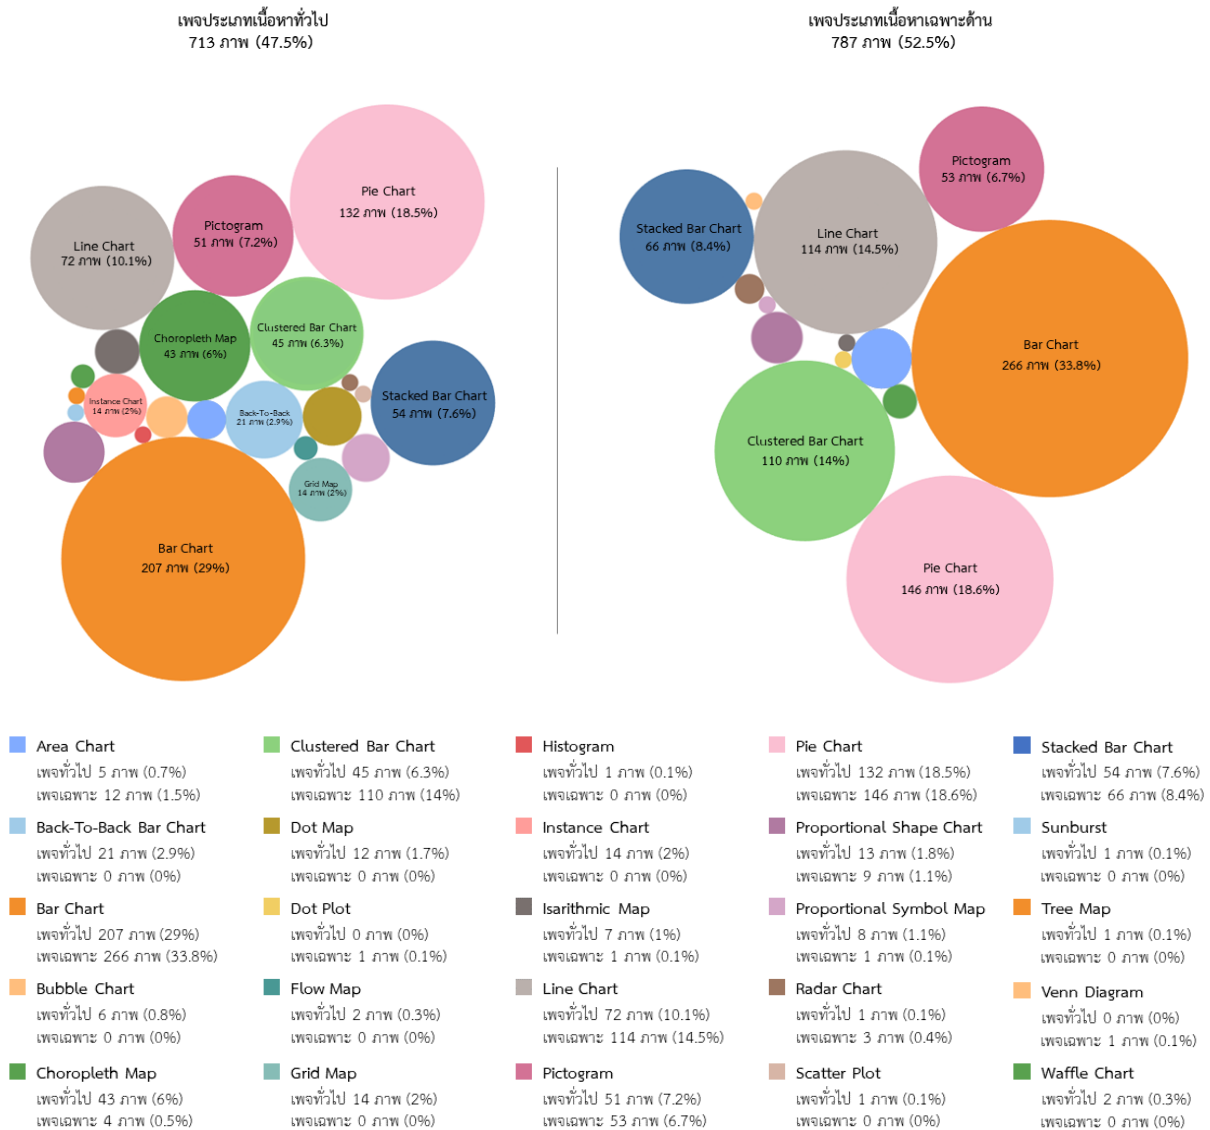 เพจประเภทเนื้อหาทั่วไป
713 ภาพ (47.5%)
เพจประเภทเนื้อหาเฉพาะด้าน
787 ภาพ (52.5%)
Pie Chart
132 ภาพ (18.5%)
Pictogram
51 ภาพ (7.2%)
Line Chart
72 ภาพ (10.1%)
Choropleth Map
43 ภาพ (6%)
Clustered Bar Chart
45 ภาพ (6.3%)
Stacked Bar Chart
54 ภาพ (7.6%)
Instance Chart
14 ภาพ (2%)
Back-To-Back
21 ภาพ (2.9%)
Grid Map
14 ภาพ (2%)
Bar Chart
207 ภาพ (29%)
Pictogram
53 ภาพ (6.7%)
Stacked Bar Chart
66 ภาพ (8.4%)
Line Chart
114 ภาพ (14.5%)
Bar Chart
266 ภาพ (33.8%)
Clustered Bar Chart
110 ภาพ (14%)
Pie Chart
146 ภาพ (18.6%)
Area Chart
เพจทั่วไป 5 ภาพ (0.7%)
เพจเฉพาะ 12 ภาพ (1.5%)
Clustered Bar Chart
เพจทั่วไป 45 ภาพ (6.3%)
เพจเฉพาะ 110 ภาพ (14%)
Histogram
เพจทั่วไป 1 ภาพ (0.1%)
เพจเฉพาะ 0 ภาพ (0%)
Pie Chart
เพจทั่วไป 132 ภาพ (18.5%)
เพจเฉพาะ 146 ภาพ (18.6%)
Stacked Bar Chart
เพจทั่วไป 54 ภาพ (7.6%)
เพจเฉพาะ 66 ภาพ (8.4%)
Back-To-Back Bar Chart
เพจทั่วไป 21 ภาพ (2.9%)
เพจเฉพาะ 0 ภาพ (0%)
Dot Map
เพจทั่วไป 12 ภาพ (1.7%)
เพจเฉพาะ 0 ภาพ (0%)
Instance Chart
เพจทั่วไป 14 ภาพ (2%)
เพจเฉพาะ 0 ภาพ (0%)
Proportional Shape Chart
เพจทั่วไป 13 ภาพ (1.8%)
เพจเฉพาะ 9 ภาพ (1.1%)
Sunburst
เพจทั่วไป 1 ภาพ (0.1%)
เพจเฉพาะ 0 ภาพ (0%)
Bar Chart
เพจทั่วไป 207 ภาพ (29%)
เพจเฉพาะ 266 ภาพ (33.8%)
Dot Plot
เพจทั่วไป 0 ภาพ (0%)
เพจเฉพาะ 1 ภาพ (0.1%)
Isarithmic Map
เพจทั่วไป 7 ภาพ (1%)
เพจเฉพาะ 1 ภาพ (0.1%)
Proportional Symbol Map
เพจทั่วไป 8 ภาพ (1.1%)
เพจเฉพาะ 1 ภาพ (0.1%)
Tree Map
เพจทั่วไป 1 ภาพ (0.1%)
เพจเฉพาะ 0 ภาพ (0%)
Bubble Chart
เพจทั่วไป 6 ภาพ (0.8%)
เพจเฉพาะ 0 ภาพ (0%)
Flow Map
เพจทั่วไป 2 ภาพ (0.3%)
เพจเฉพาะ 0 ภาพ (0%)
Line Chart
เพจทั่วไป 72 ภาพ (10.1%)
เพจเฉพาะ 114 ภาพ (14.5%)
Radar Chart
เพจทั่วไป 1 ภาพ (0.1%)
เพจเฉพาะ 3 ภาพ (0.4%)
Venn Diagram
เพจทั่วไป 0 ภาพ (0%)
เพจเฉพาะ 1 ภาพ (0.1%)
Choropleth Map
เพจทั่วไป 43 ภาพ (6%)
เพจเฉพาะ 4 ภาพ (0.5%)
Grid Map
เพจทั่วไป 14 ภาพ (2%)
เพจเฉพาะ 0 ภาพ (0%)
Pictogram
เพจทั่วไป 51 ภาพ (7.2%)
เพจเฉพาะ 53 ภาพ (6.7%)
Scatter Plot
เพจทั่วไป 1 ภาพ (0.1%)
เพจเฉพาะ 0 ภาพ (0%)
Waffle Chart
เพจทั่วไป 2 ภาพ (0.3%)
เพจเฉพาะ 0 ภาพ (0%)